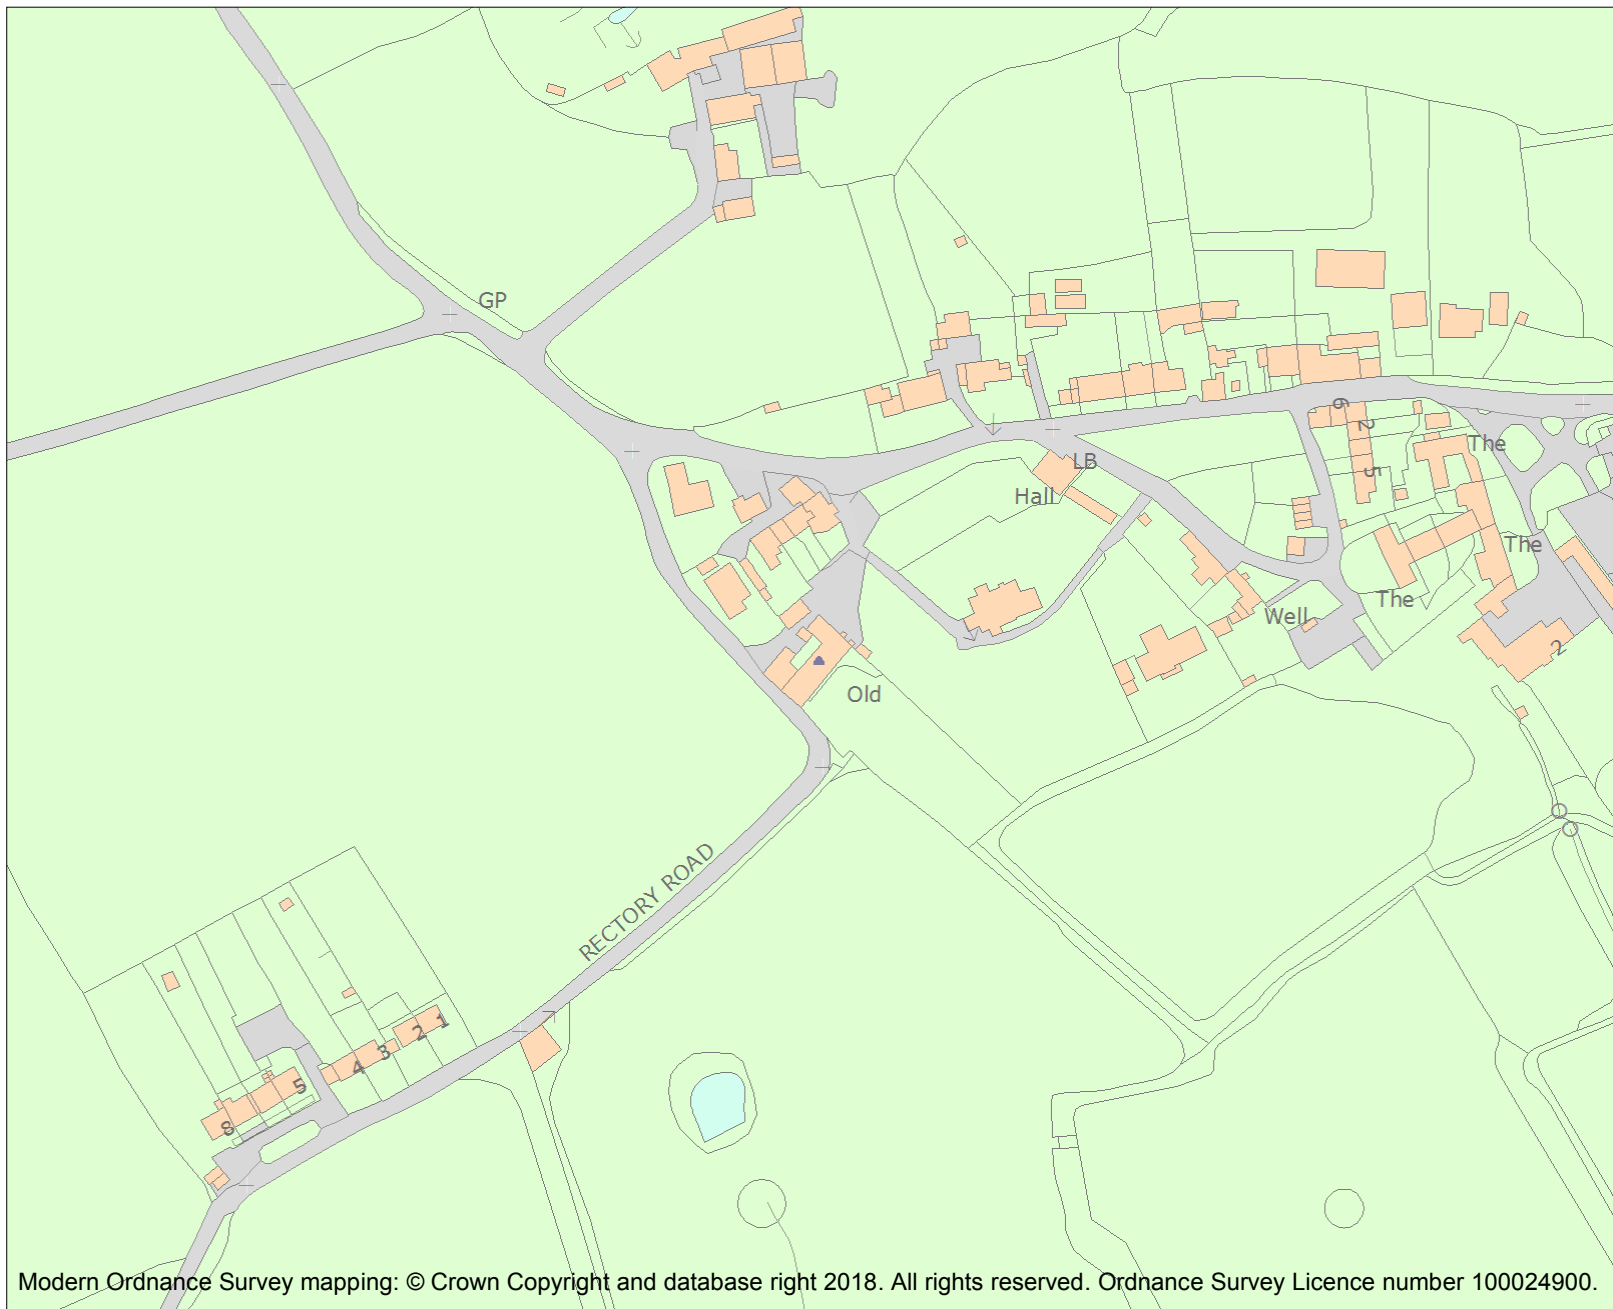 GP
6
2
The
LB
5
Hall
The
The
Well
2
Old
RECTORY ROAD
1
2
3
4
5
8
Modern Ordnance Survey mapping: © Crown Copyright and database right 2018. All rights reserved. Ordnance Survey Licence number 100024900.